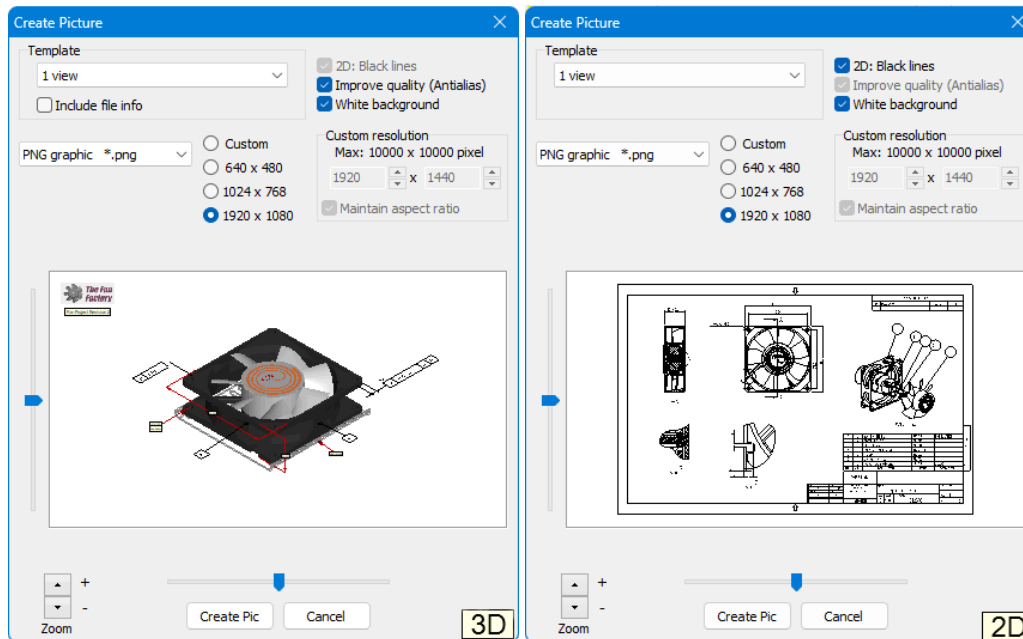 Create Picture
Template
1 view
Include file info
2D: Black lines
Improve quality (Antialias)
White background
PNG graphic *.png
Custom
640 x 480
1024 x 768
1920 x 1080
Custom resolution
Max: 10000 x 10000 pixel
1920 x 1440
Maintain aspect ratio
The Fan
Factory
+
-
Zoom
Create Pic
Cancel
3D
Create Picture
Template
1 view
2D: Black lines
Improve quality (Antialias)
White background
PNG graphic *.png
Custom
640 x 480
1024 x 768
1920 x 1080
Custom resolution
Max: 10000 x 10000 pixel
1920 x 1440
Maintain aspect ratio
+
-
Zoom
Create Pic
Cancel
2D